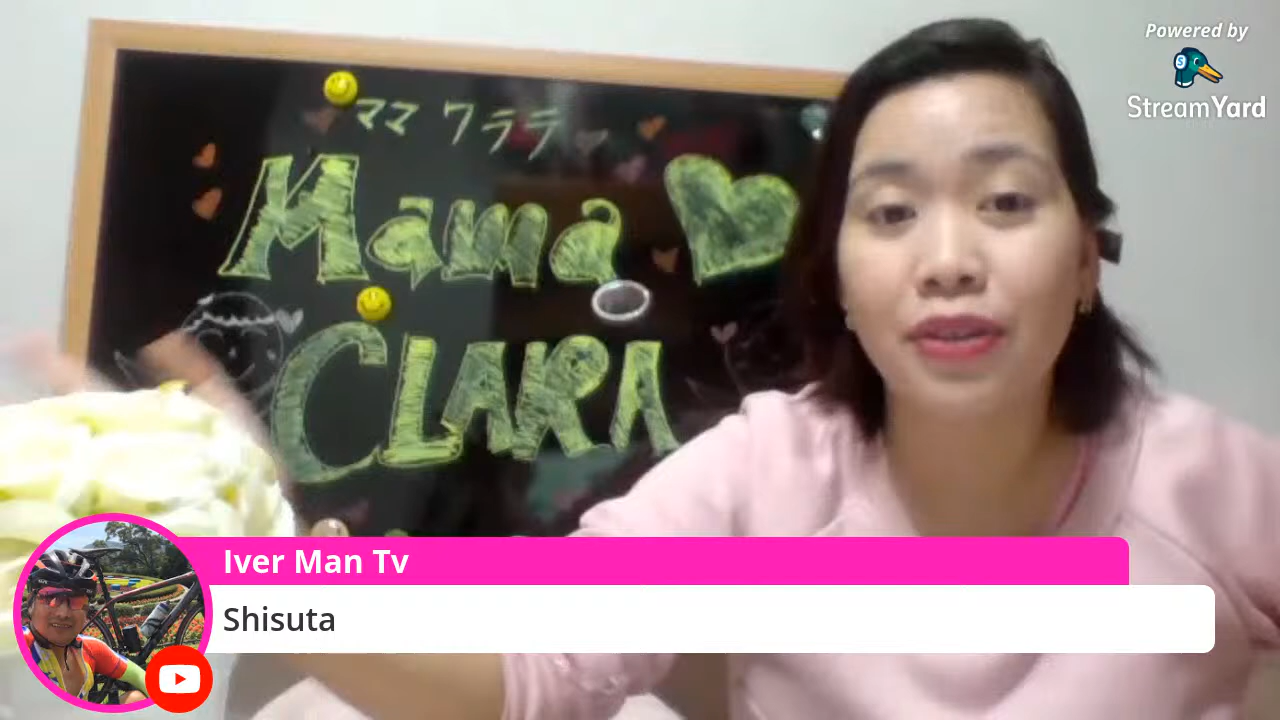 Powered by
StreamYard
ママ クララ
Mama
CLARA
Iver Man Tv
Shisuta